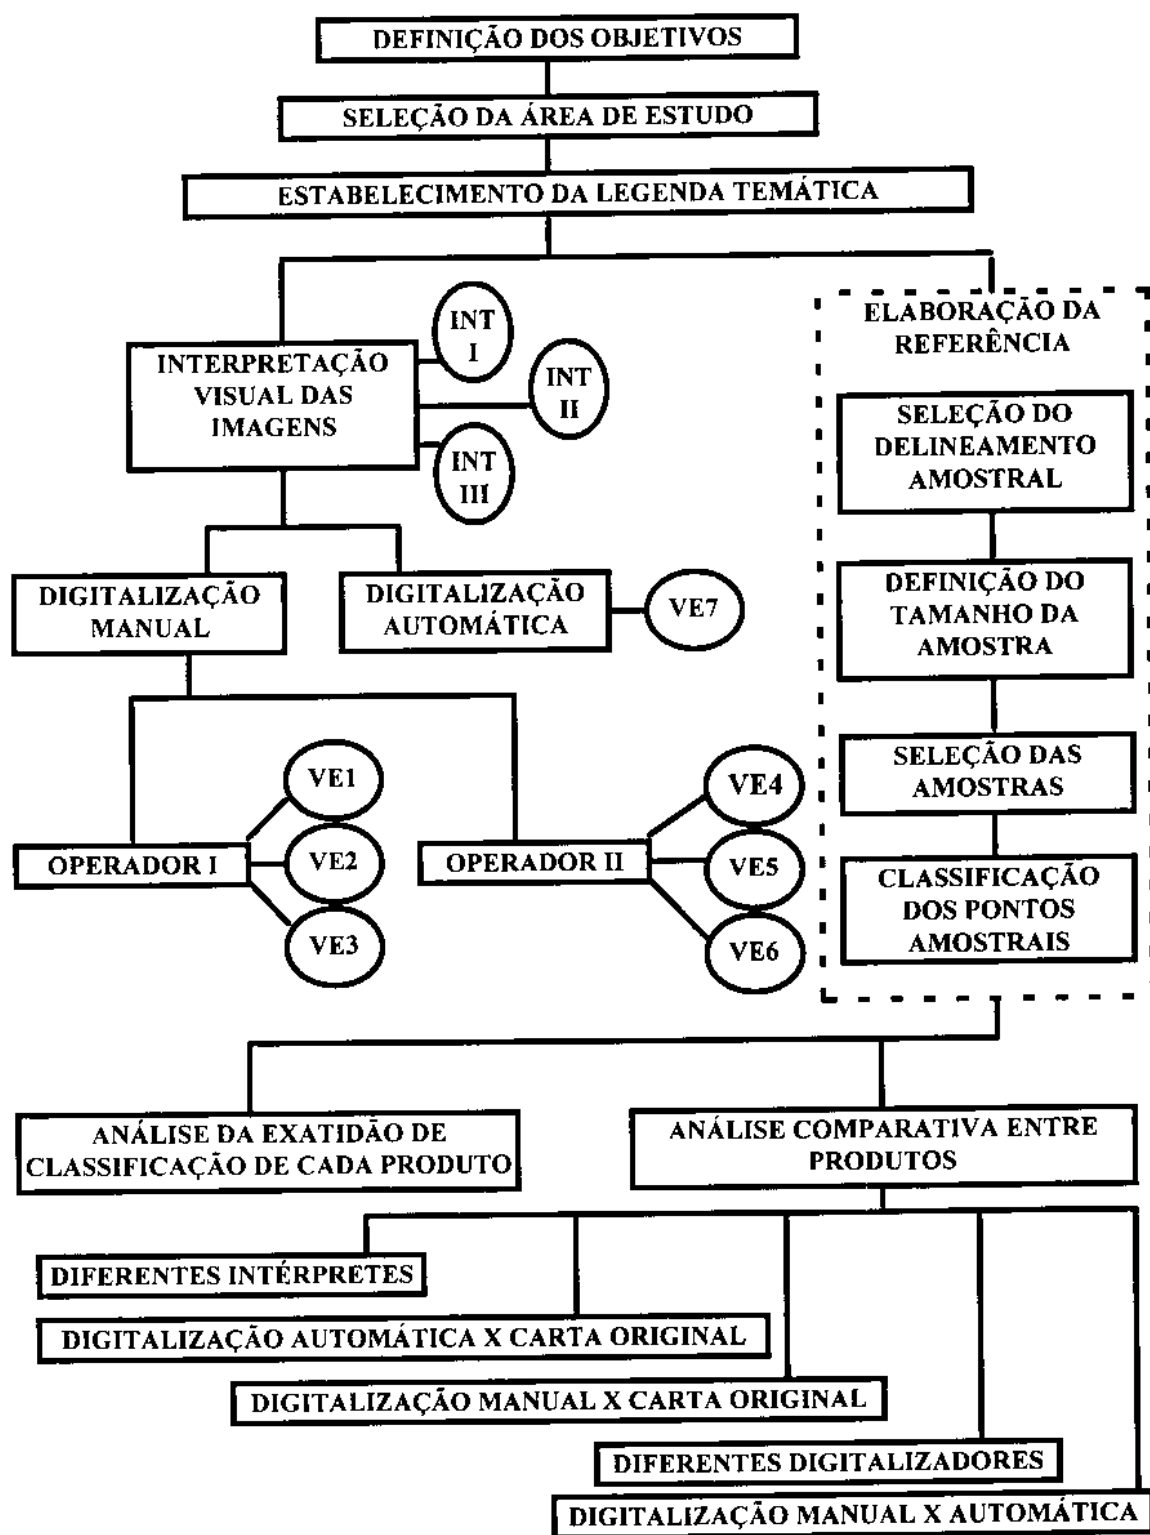 DEFINIÇÃO DOS OBJETIVOS
SELEÇÃO DA ÁREA DE ESTUDO
ESTABELECIMENTO DA LEGENDA TEMÁTICA
INTERPRETAÇÃO
VISUAL DAS
IMAGENS
INT
I
INT
II
INT
III
ELABORAÇÃO DA
REFERÊNCIA
SELEÇÃO DO
DELINEAMENTO
AMOSTRAL
DEFINIÇÃO DO
TAMANHO DA
AMOSTRA
SELEÇÃO DAS
AMOSTRAS
CLASSIFICAÇÃO
DOS PONTOS
AMOSTRAIS
DIGITALIZAÇÃO
MANUAL
DIGITALIZAÇÃO
AUTOMÁTICA
VE7
OPERADOR I
VE1
VE2
VE3
OPERADOR II
VE4
VE5
VE6
ANÁLISE DA EXATIDÃO DE
CLASSIFICAÇÃO DE CADA PRODUTO
ANÁLISE COMPARATIVA ENTRE
PRODUTOS
DIFERENTES INTÉRPRETES
DIGITALIZAÇÃO AUTOMÁTICA X CARTA ORIGINAL
DIGITALIZAÇÃO MANUAL X CARTA ORIGINAL
DIFERENTES DIGITALIZADORES
DIGITALIZAÇÃO MANUAL X AUTOMÁTICA